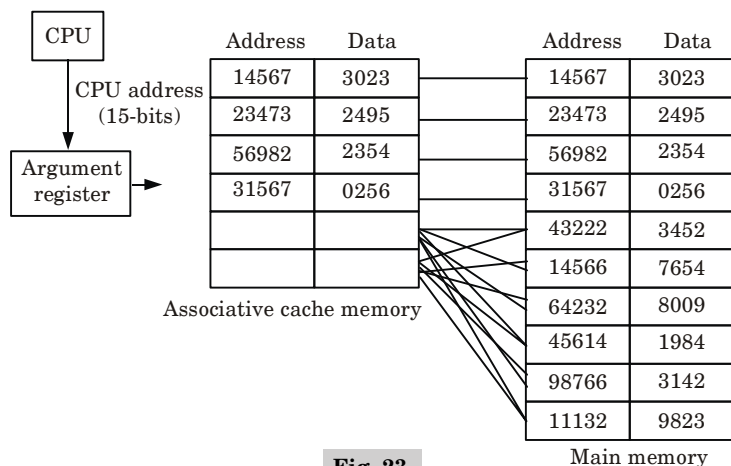 CPU
CPU address
(15-bits)
Argument
register
Address Data
14567 3023
23473 2495
56982 2354
31567 0256
Associative cache memory
Address Data
14567 3023
23473 2495
56982 2354
31567 0256
43222 3452
14566 7654
64232 8009
45614 1984
98766 3142
11132 9823
Main memory
Fig. 23